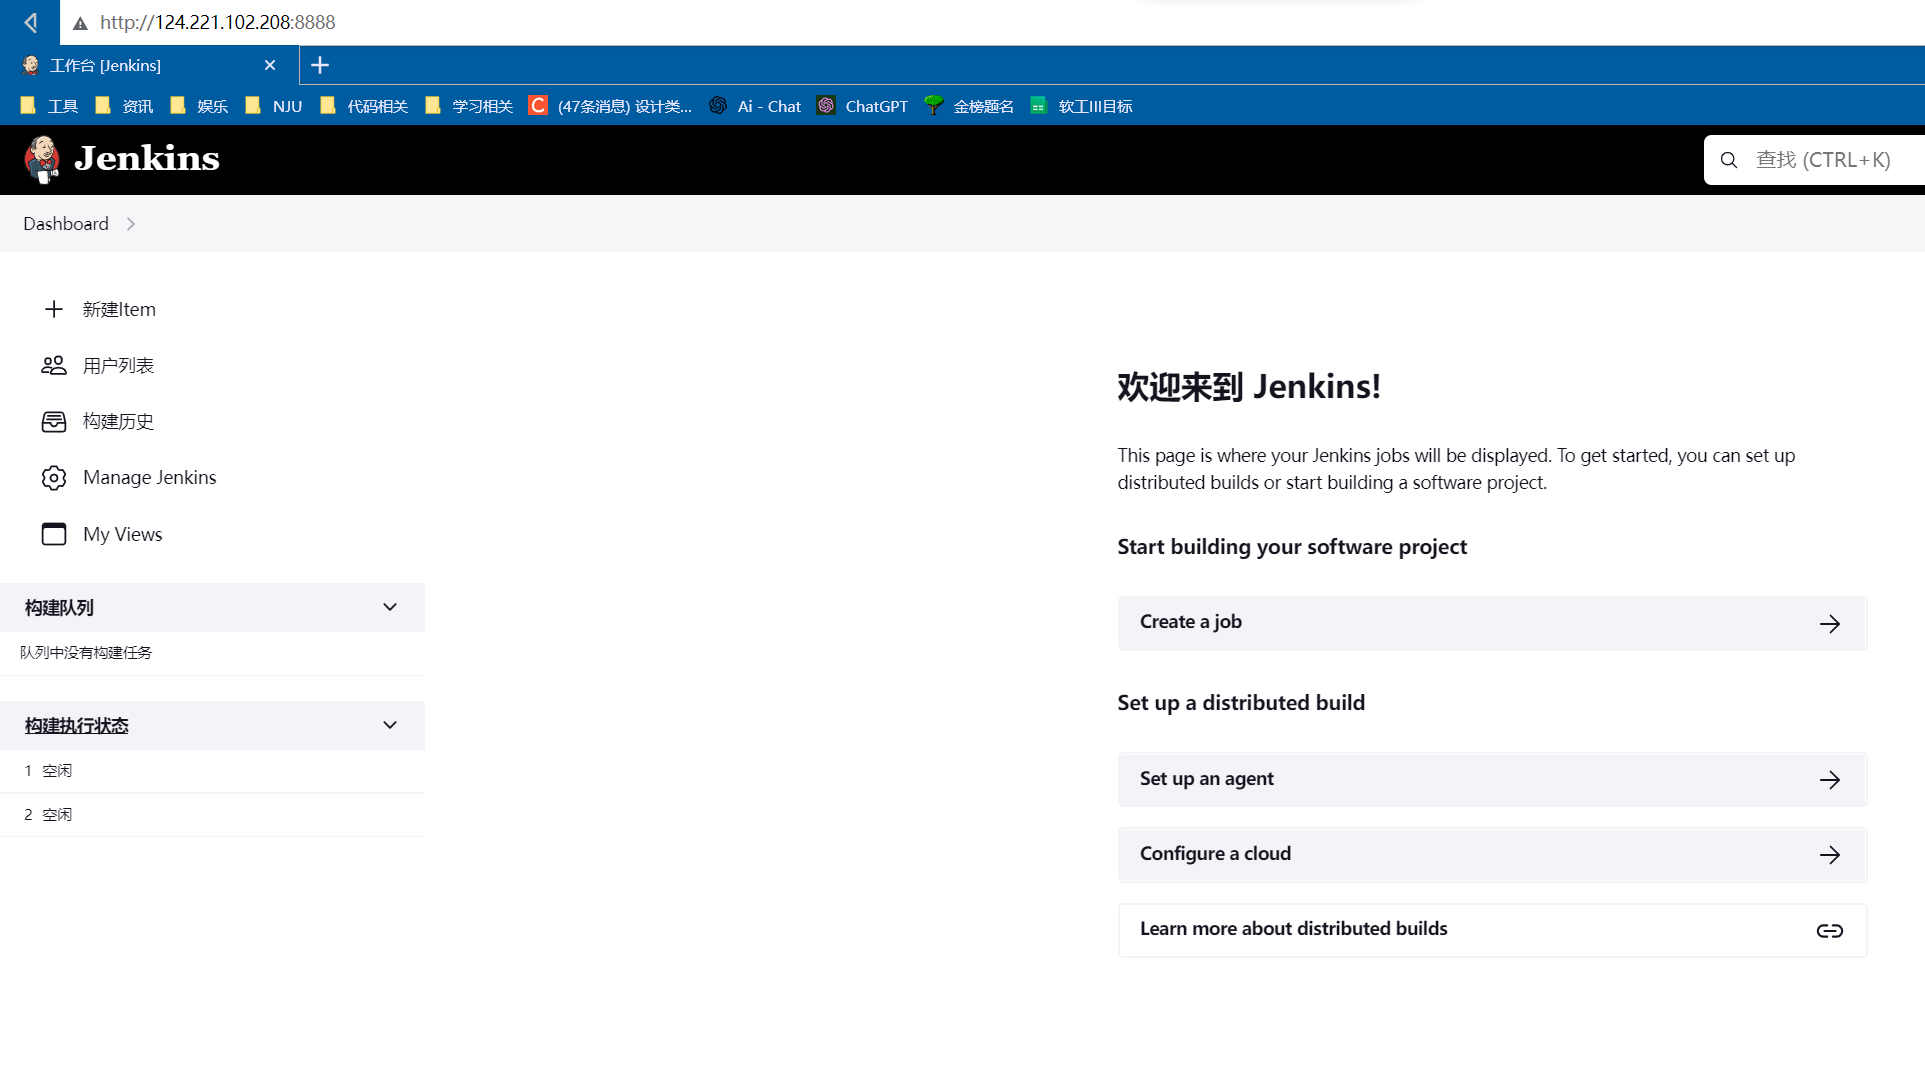 http://124.221.102.208:8888
工作台 [Jenkins]
工具 资讯 娱乐 NJU 代码相关 学习相关 C (47条消息) 设计类... Ai - Chat ChatGPT 金榜题名 软工III目标
Jenkins
查找 (CTRL+K)
Dashboard
新建Item
用户列表
构建历史
Manage Jenkins
My Views
构建队列
队列中没有构建任务
构建执行状态
1 空闲
2 空闲
欢迎来到 Jenkins!
This page is where your Jenkins jobs will be displayed. To get started, you can set up
distributed builds or start building a software project.
Start building your software project
Create a job
Set up a distributed build
Set up an agent
Configure a cloud
Learn more about distributed builds